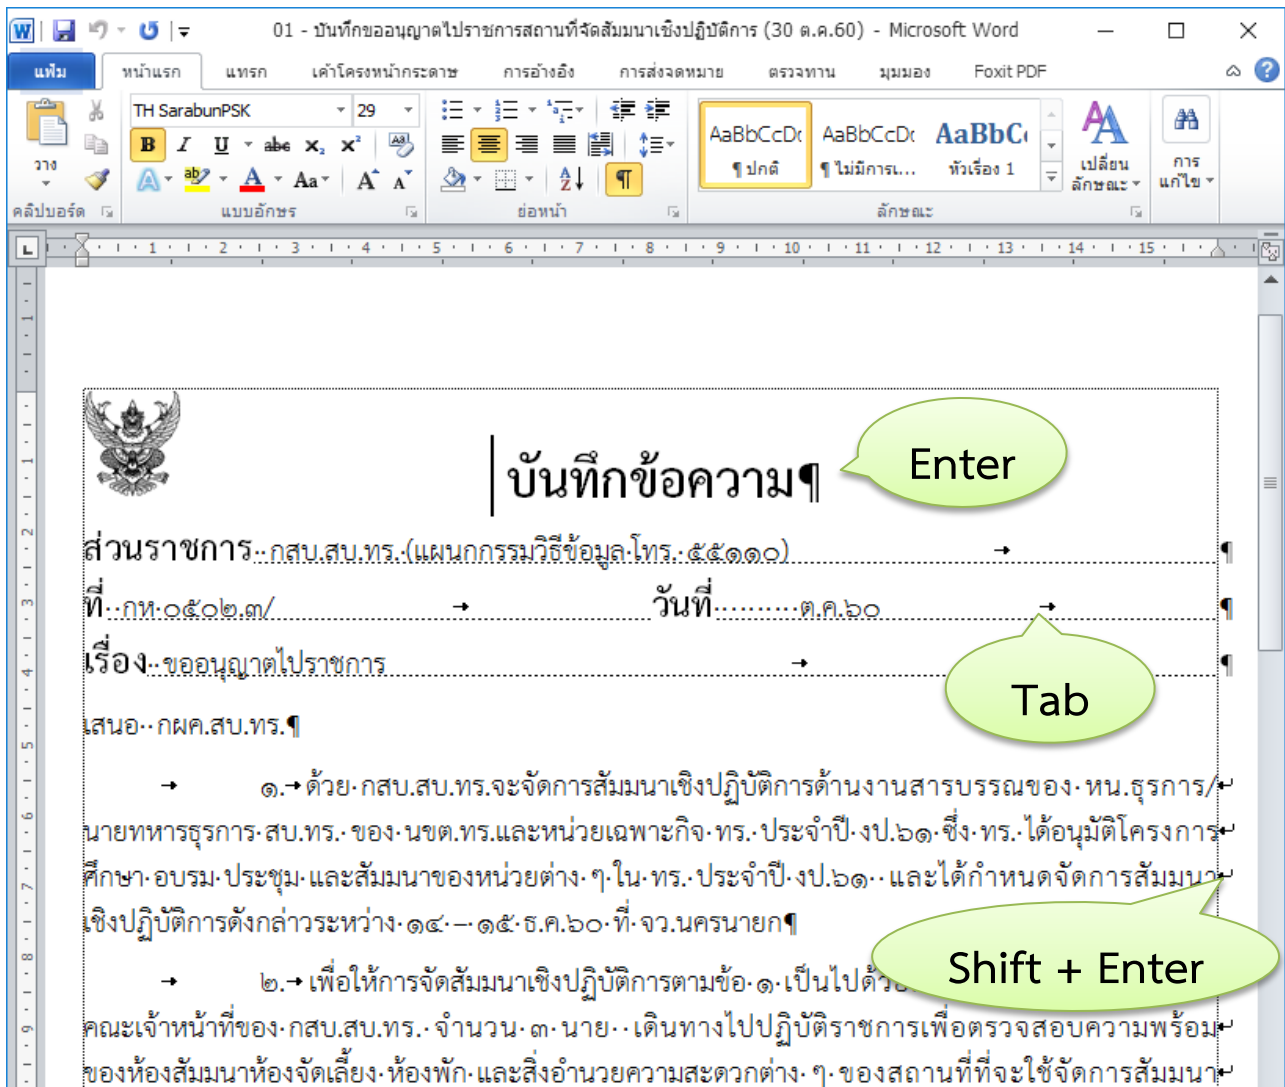 01 - บันทึกขออนุญาตไปราชการสถานที่จัดสัมมนาเชิงปฏิบัติการ (30 ต.ค.60) - Microsoft Word
แฟ้ม หน้าแรก แทรก เค้าโครงหน้ากระดาษ การอ้างอิง การส่งจดหมาย ตรวจทาน มุมมอง Foxit PDF
TH SarabunPSK 29
AaBbCcDc AaBbCcDc AaBbCc
วาง
¶ ปกติ ¶ ไม่มีการเ... หัวเรื่อง 1 เปลี่ยนลักษณะ การแก้ไข
คลิปบอร์ด แบบอักษร ย่อหน้า ลักษณะ
1 2 3 4 5 6 7 8 9 10 11 12 13 14 15
บันทึกข้อความ¶
Enter
ส่วนราชการ กสบ.สบ.ทร. (แผนกกรรมวิธีข้อมูล โทร. ๕๕๑๑๐) ¶
ที่ กห ๐๕๐๒.๓/ วันที่ ต.ค.๖๐ ¶
เรื่อง ขออนุญาตไปราชการ ¶
Tab
เสนอ กผค.สบ.ทร.¶
๑. ด้วย กสบ.สบ.ทร.จะจัดการสัมมนาเชิงปฏิบัติการด้านงานสารบรรณของ หน.ธุรการ/
นายทหารธุรการ สบ.ทร. ของ นขต.ทร.และหน่วยเฉพาะกิจ ทร. ประจำปี งป.๖๑ ซึ่ง ทร. ได้อนุมัติโครงการ
ศึกษา อบรม ประชุม และสัมมนาของหน่วยต่าง ๆ ใน ทร. ประจำปี งป.๖๑ และได้กำหนดจัดการสัมมนา
เชิงปฏิบัติการดังกล่าวระหว่าง ๑๔ – ๑๕ ธ.ค.๖๐ ที่ จว.นครนายก¶
Shift + Enter
๒. เพื่อให้การจัดสัมมนาเชิงปฏิบัติการตามข้อ ๑ เป็นไปด้ว
คณะเจ้าหน้าที่ของ กสบ.สบ.ทร. จำนวน ๓ นาย เดินทางไปปฏิบัติราชการเพื่อตรวจสอบความพร้อม
ของห้องสัมมนาห้องจัดเลี้ยง ห้องพัก และสิ่งอำนวยความสะดวกต่าง ๆ ของสถานที่ที่จะใช้จัดการสัมมนา